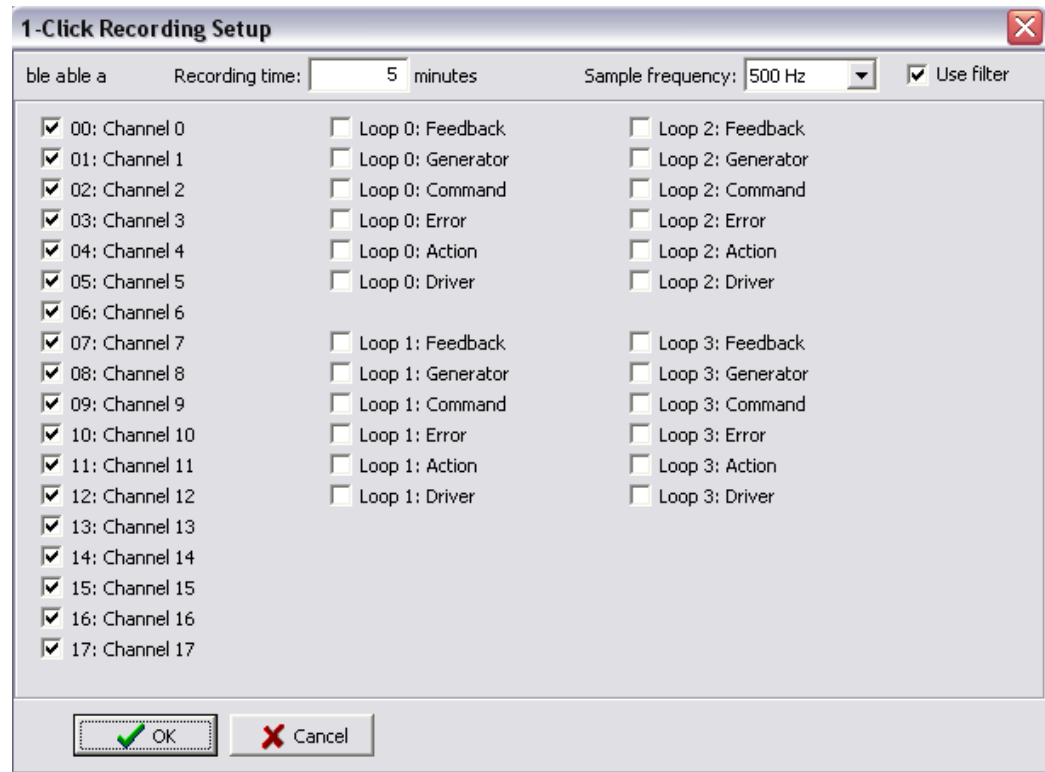 1-Click Recording Setup
ble able a Recording time: 5 minutes Sample frequency: 500 Hz Use filter
00: Channel 0 Loop 0: Feedback Loop 2: Feedback
01: Channel 1 Loop 0: Generator Loop 2: Generator
02: Channel 2 Loop 0: Command Loop 2: Command
03: Channel 3 Loop 0: Error Loop 2: Error
04: Channel 4 Loop 0: Action Loop 2: Action
05: Channel 5 Loop 0: Driver Loop 2: Driver
06: Channel 6
07: Channel 7 Loop 1: Feedback Loop 3: Feedback
08: Channel 8 Loop 1: Generator Loop 3: Generator
09: Channel 9 Loop 1: Command Loop 3: Command
10: Channel 10 Loop 1: Error Loop 3: Error
11: Channel 11 Loop 1: Action Loop 3: Action
12: Channel 12 Loop 1: Driver Loop 3: Driver
13: Channel 13
14: Channel 14
15: Channel 15
16: Channel 16
17: Channel 17
OK Cancel